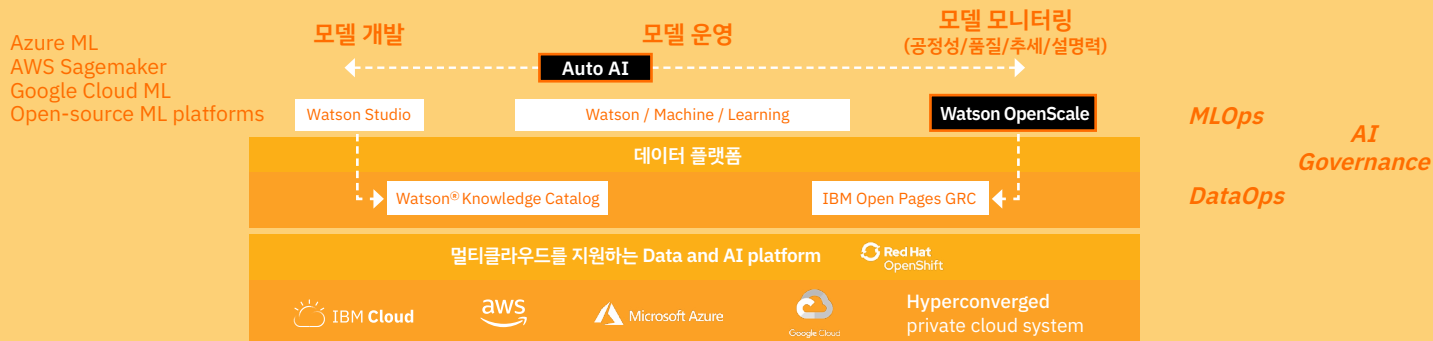 Azure ML
AWS Sagemaker
Google Cloud ML
Open-source ML platforms
모델 개발
모델 운영
모델 모니터링
(공정성/품질/추세/설명력)
Auto AI
Watson Studio
Watson / Machine / Learning
Watson OpenScale
데이터 플랫폼
Watson® Knowledge Catalog
IBM Open Pages GRC
MLOps
AI
Governance
DataOps
멀티클라우드를 지원하는 Data and AI platform
Red Hat
OpenShift
IBM Cloud
aws
Microsoft Azure
Google Cloud
Hyperconverged
private cloud system